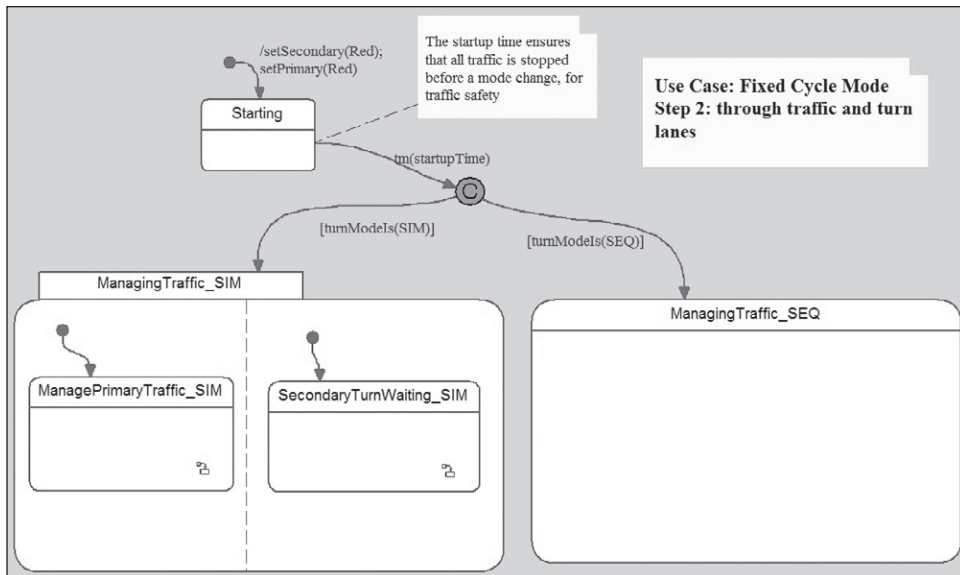 /setSecondary(Red);
setPrimary(Red)
The startup time ensures
that all traffic is stopped
before a mode change, for
traffic safety
Use Case: Fixed Cycle Mode
Step 2: through traffic and turn
lanes
Starting
tm(startupTime)
C
[turnModeIs(SIM)]
[turnModeIs(SEQ)]
ManagingTraffic_SIM
ManagingTraffic_SEQ
ManagePrimaryTraffic_SIM
SecondaryTurnWaiting_SIM